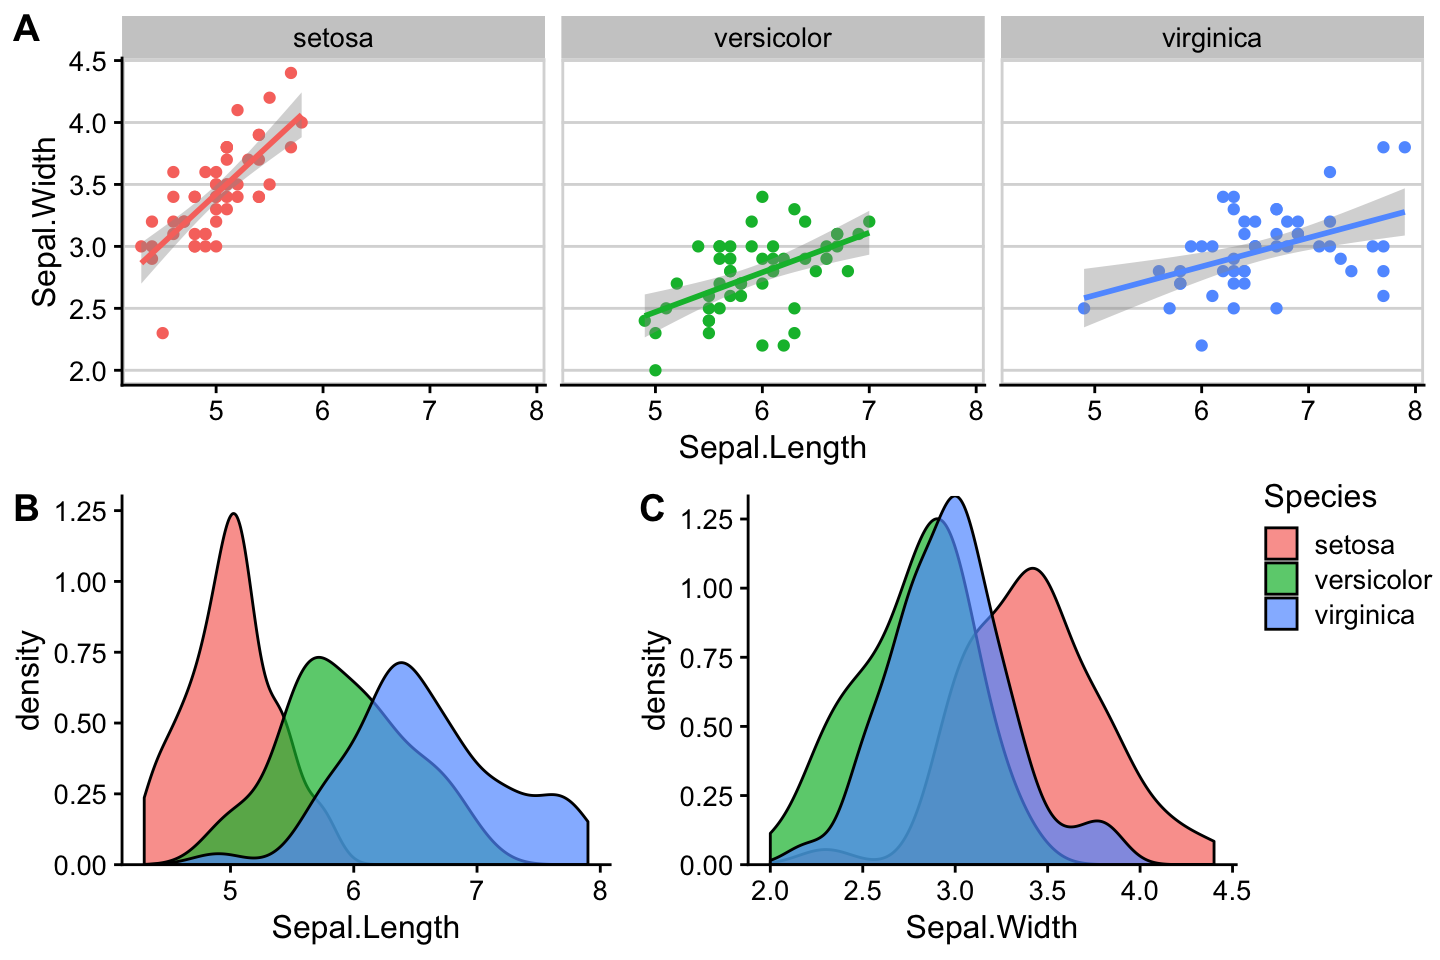 A
setosa versicolor virginica
4.5
4.0
3.5
3.0
2.5
2.0
Sepal.Width
5 6 7 8 5 6 7 8 5 6 7 8
Sepal.Length
B
1.25
1.00
0.75
0.50
0.25
0.00
density
5 6 7 8
Sepal.Length
C
1.25
1.00
0.75
0.50
0.25
0.00
density
2.0 2.5 3.0 3.5 4.0 4.5
Sepal.Width
Species
setosa
versicolor
virginica